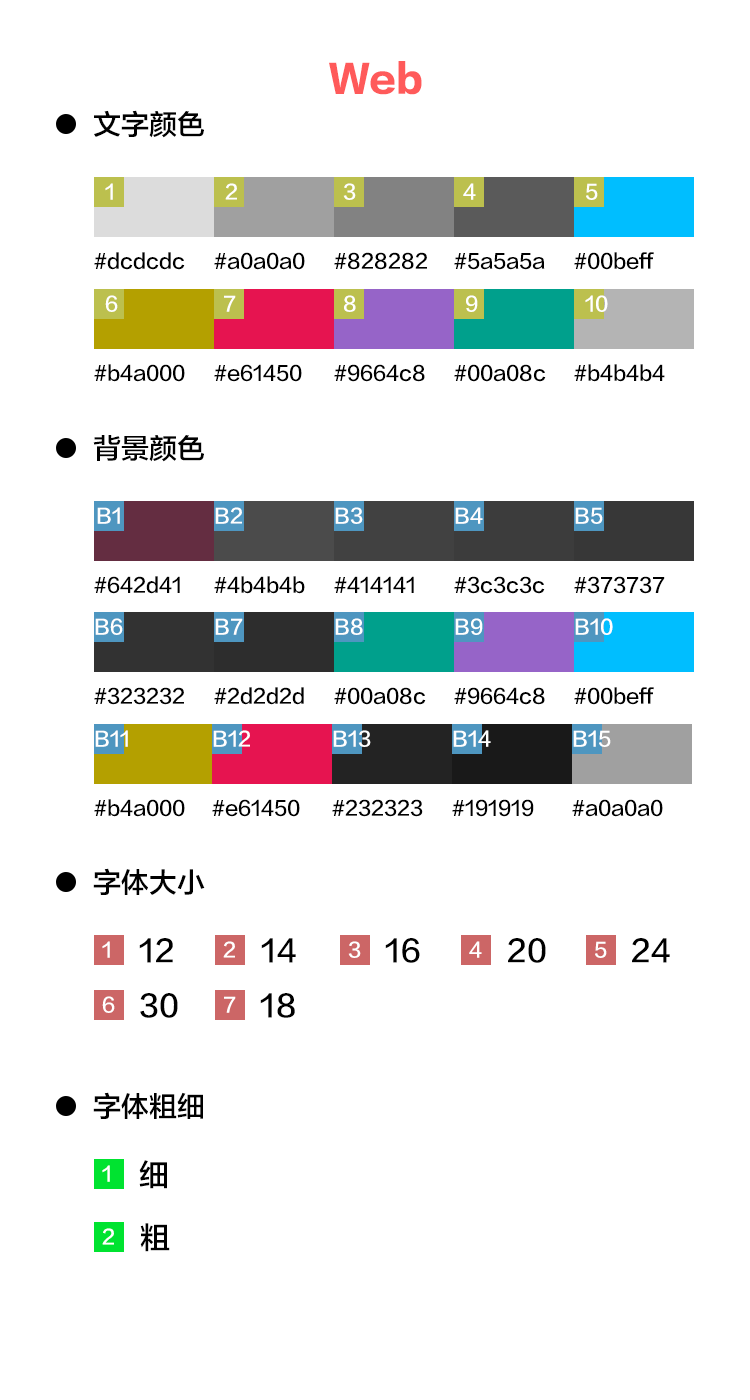 Web
文字颜色
1 2 3 4 5
#dcdcdc #a0a0a0 #828282 #5a5a5a #00beff
6 7 8 9 10
#b4a000 #e61450 #9664c8 #00a08c #b4b4b4
背景颜色
B1 B2 B3 B4 B5
#642d41 #4b4b4b #414141 #3c3c3c #373737
B6 B7 B8 B9 B10
#323232 #2d2d2d #00a08c #9664c8 #00beff
B11 B12 B13 B14 B15
#b4a000 #e61450 #232323 #191919 #a0a0a0
字体大小
1 12 2 14 3 16 4 20 5 24
6 30 7 18
字体粗细
1 细
2 粗